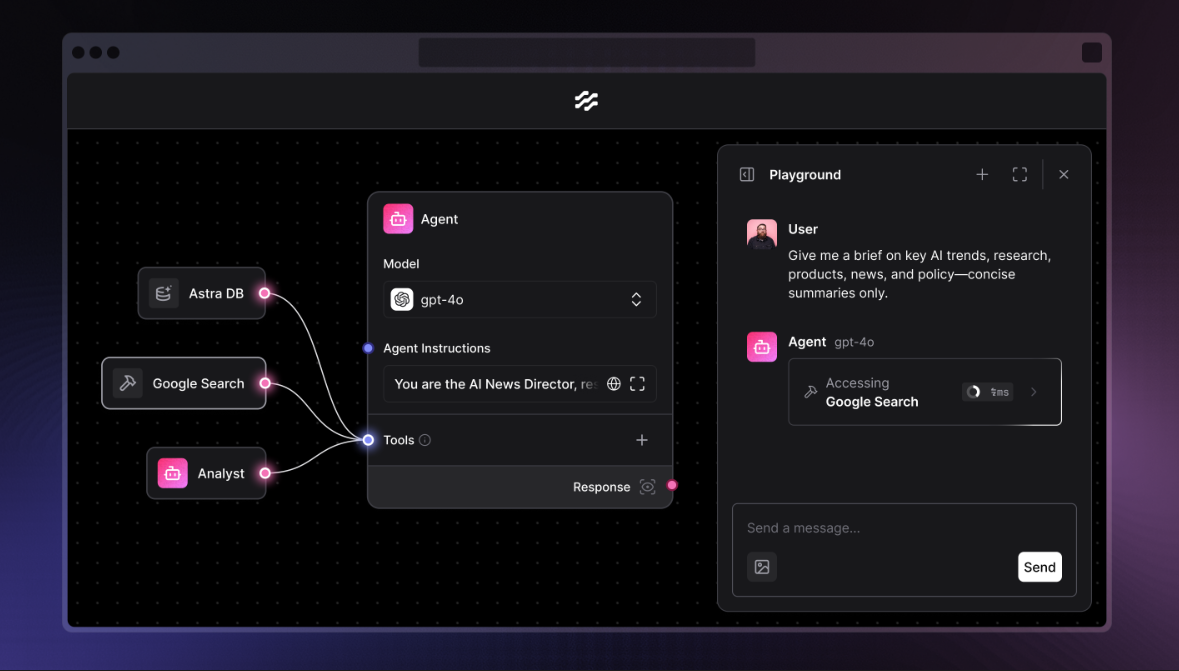 Astra DB
Google Search
Analyst
Agent
Model
gpt-4o
Agent Instructions
You are the AI News Director,
Tools
Response
Playground
User
Give me a brief on key AI trends, research,
products, news, and policy—concise
summaries only.
Agent gpt-4o
Accessing
Google Search
Send a message...
Send